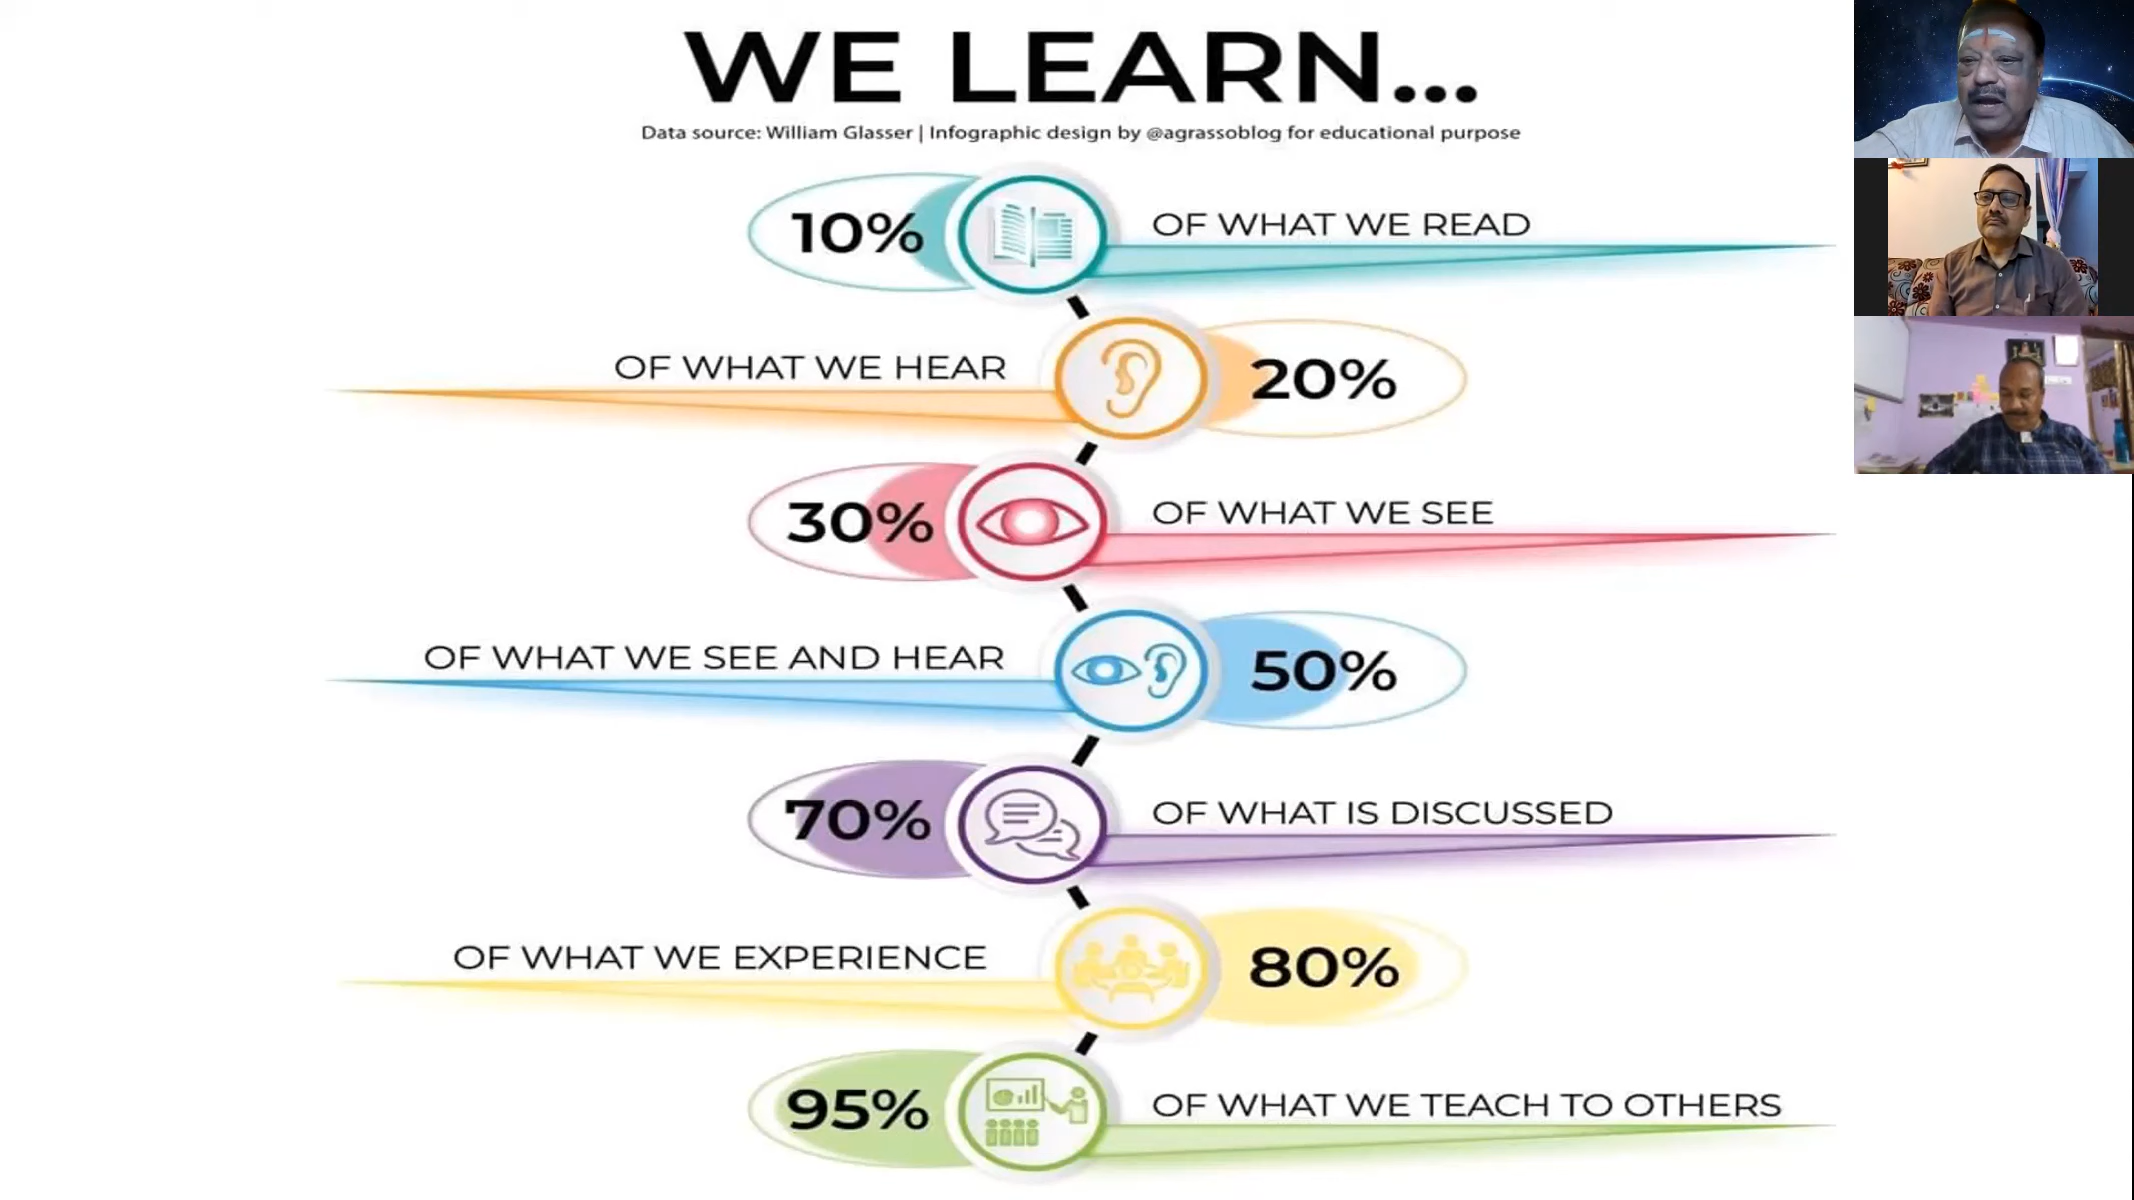 WE LEARN...
Data source: William Glasser | Infographic design by @agrassoblog for educational purpose
10% OF WHAT WE READ
OF WHAT WE HEAR 20%
30% OF WHAT WE SEE
OF WHAT WE SEE AND HEAR 50%
70% OF WHAT IS DISCUSSED
OF WHAT WE EXPERIENCE 80%
95% OF WHAT WE TEACH TO OTHERS